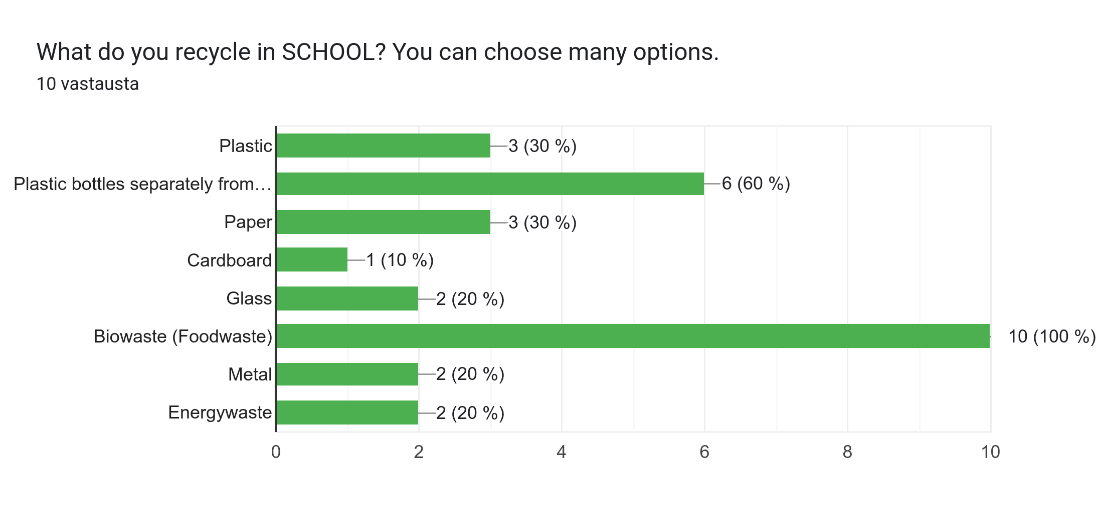 What do you recycle in SCHOOL? You can choose many options.
10 vastausta
Plastic 3 (30 %)
Plastic bottles separately from… 6 (60 %)
Paper 3 (30 %)
Cardboard 1 (10 %)
Glass 2 (20 %)
Biowaste (Foodwaste) 10 (100 %)
Metal 2 (20 %)
Energywaste 2 (20 %)
0 2 4 6 8 10